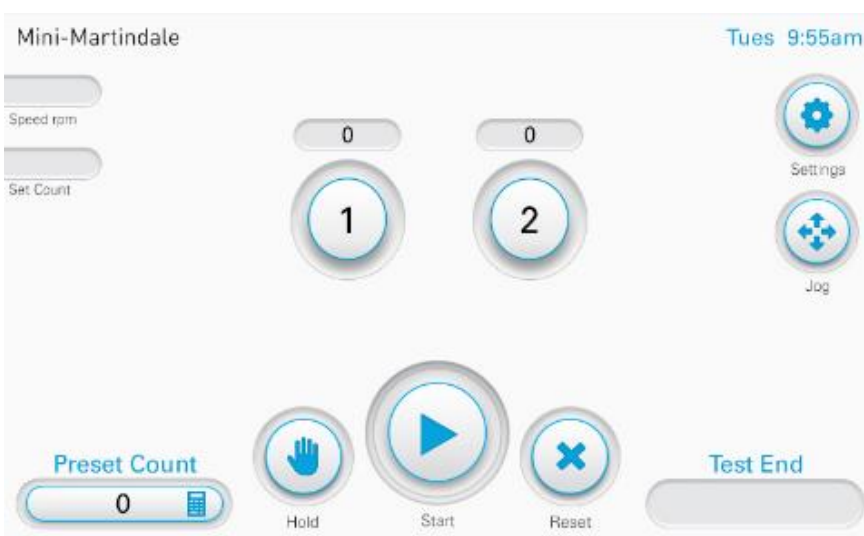 Mini-Martindale
Tues 9:55am
Speed rpm
Set Count
0
0
1
2
Settings
Jog
Preset Count
0
Hold
Start
Reset
Test End